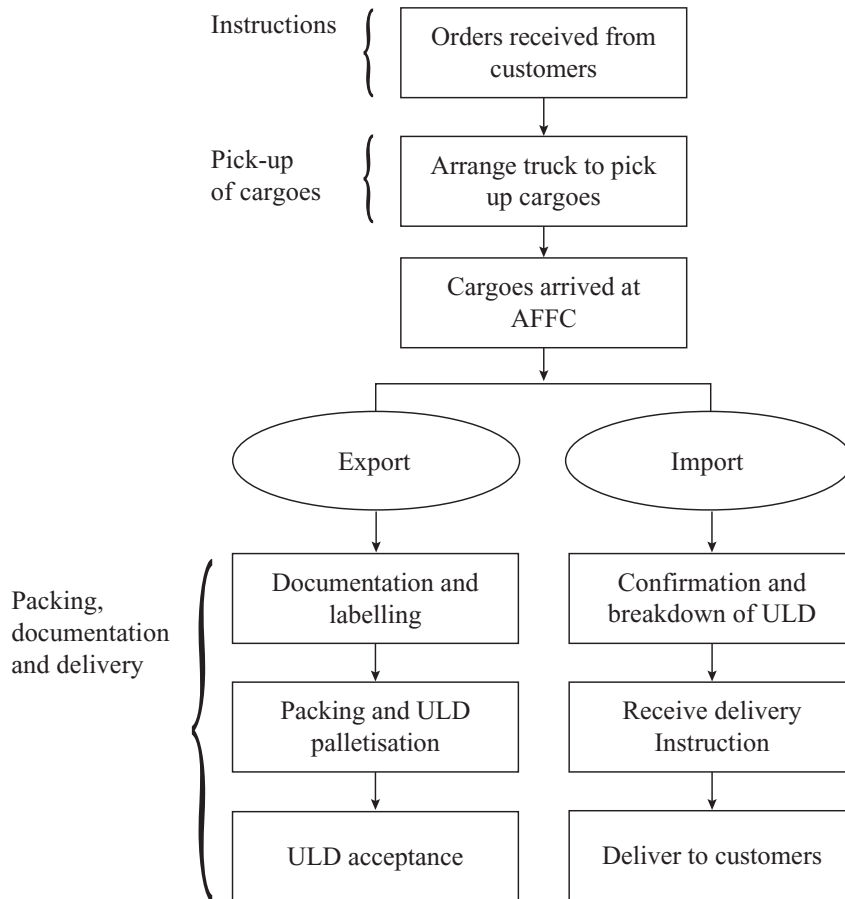 Instructions
Orders received from
customers
Pick-up
of cargoes
Arrange truck to pick
up cargoes
Cargoes arrived at
AFFC
Export
Import
Packing,
documentation
and delivery
Documentation and
labelling
Confirmation and
breakdown of ULD
Packing and ULD
palletisation
Receive delivery
Instruction
ULD acceptance
Deliver to customers